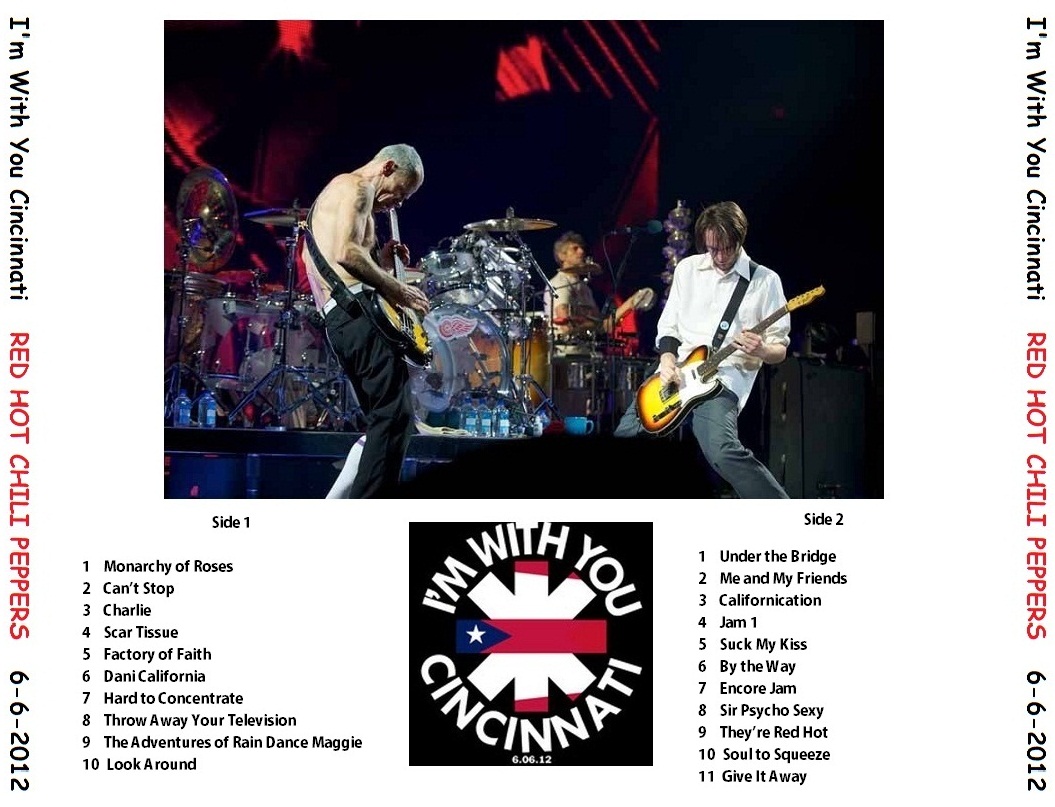 I'm With You Cincinnati RED HOT CHILI PEPPERS 6-6-2012
Side 1
1 Monarchy of Roses
2 Can't Stop
3 Charlie
4 Scar Tissue
5 Factory of Faith
6 Dani California
7 Hard to Concentrate
8 Throw Away Your Television
9 The Adventures of Rain Dance Maggie
10 Look Around
I'M WITH YOU
CINCINNATI
6.06.12
Side 2
1 Under the Bridge
2 Me and My Friends
3 Californication
4 Jam 1
5 Suck My Kiss
6 By the Way
7 Encore Jam
8 Sir Psycho Sexy
9 They're Red Hot
10 Soul to Squeeze
11 Give It Away
I'm With You Cincinnati RED HOT CHILI PEPPERS 6-6-2012